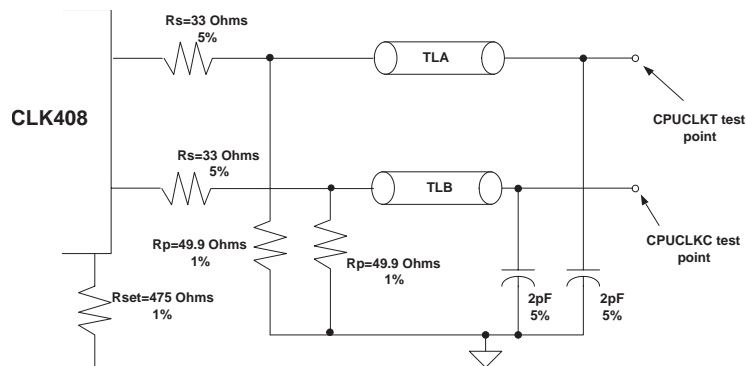 Rs=33 Ohms
5%
TLA
CLK408
CPUCLKT test
point
Rs=33 Ohms
5%
TLB
Rp=49.9 Ohms
1%
Rp=49.9 Ohms
1%
CPUCLKC test
point
Rset=475 Ohms
1%
2pF
5%
2pF
5%